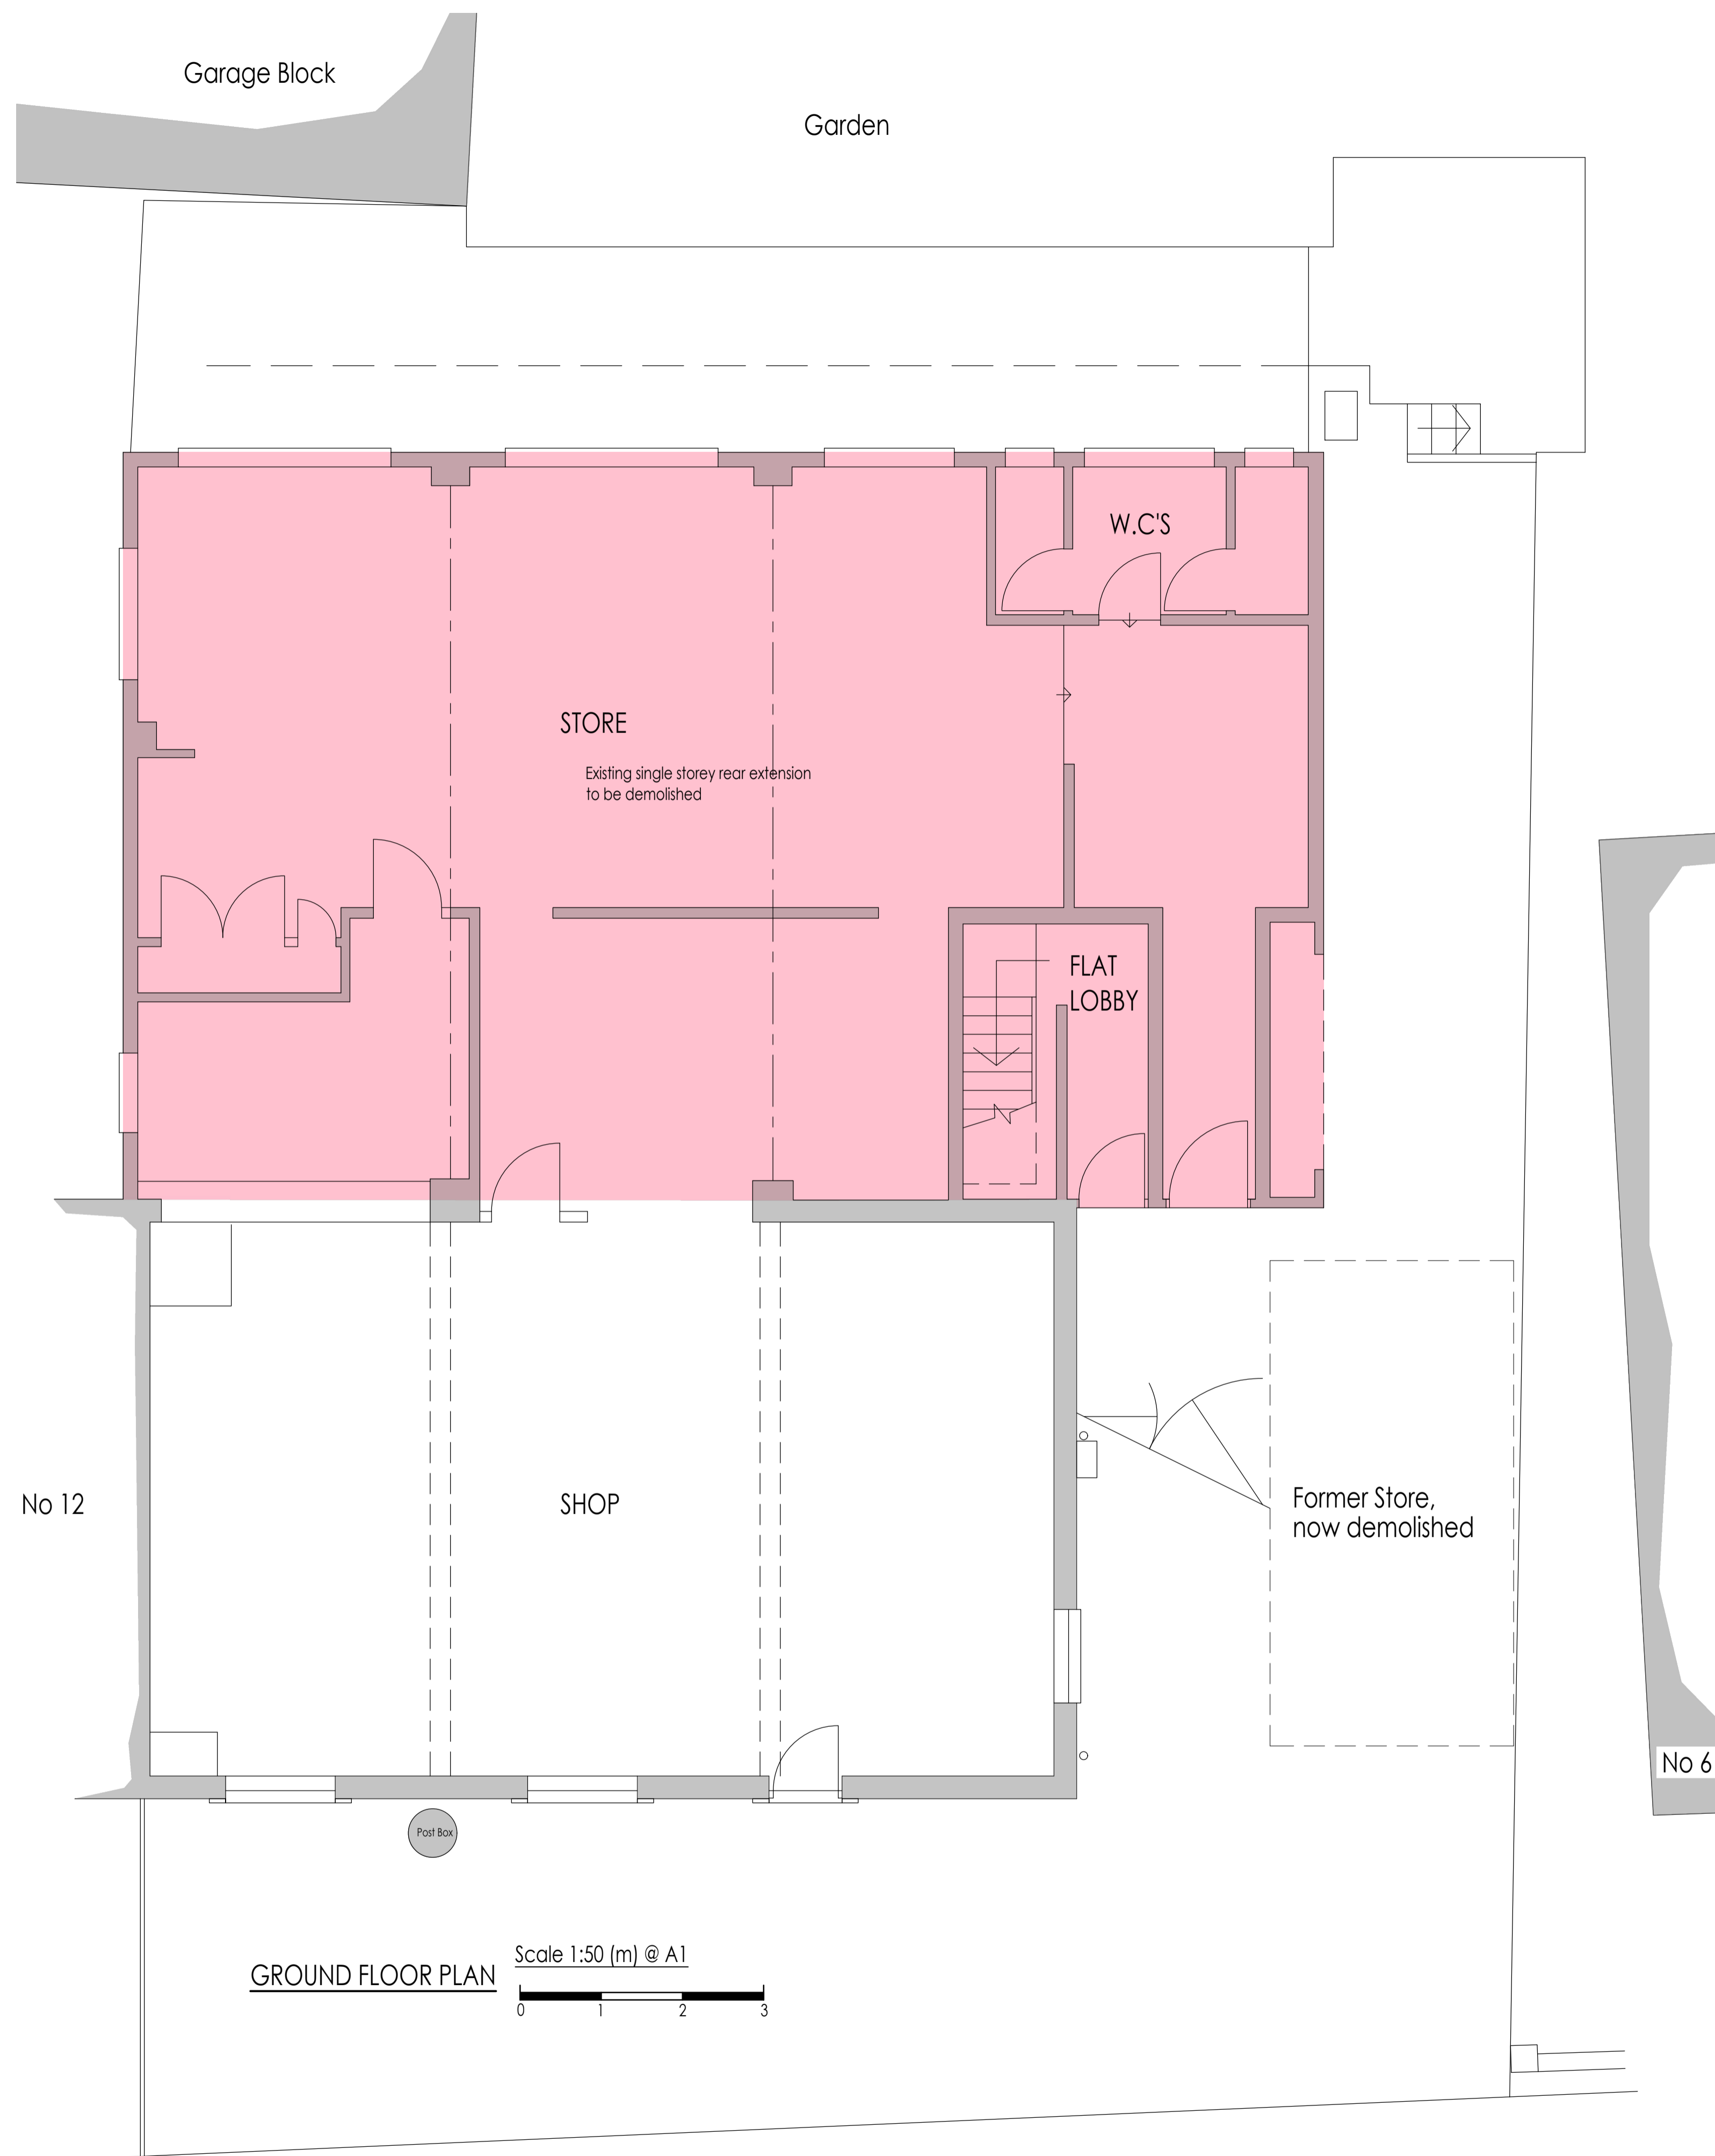 Garage Block
Garden
W.C'S
STORE
Existing single storey rear extension
to be demolished
FLAT
LOBBY
No 12
SHOP
Former Store,
now demolished
No 6
Post Box
GROUND FLOOR PLAN
Scale 1:50 (m) @ A1
0 1 2 3